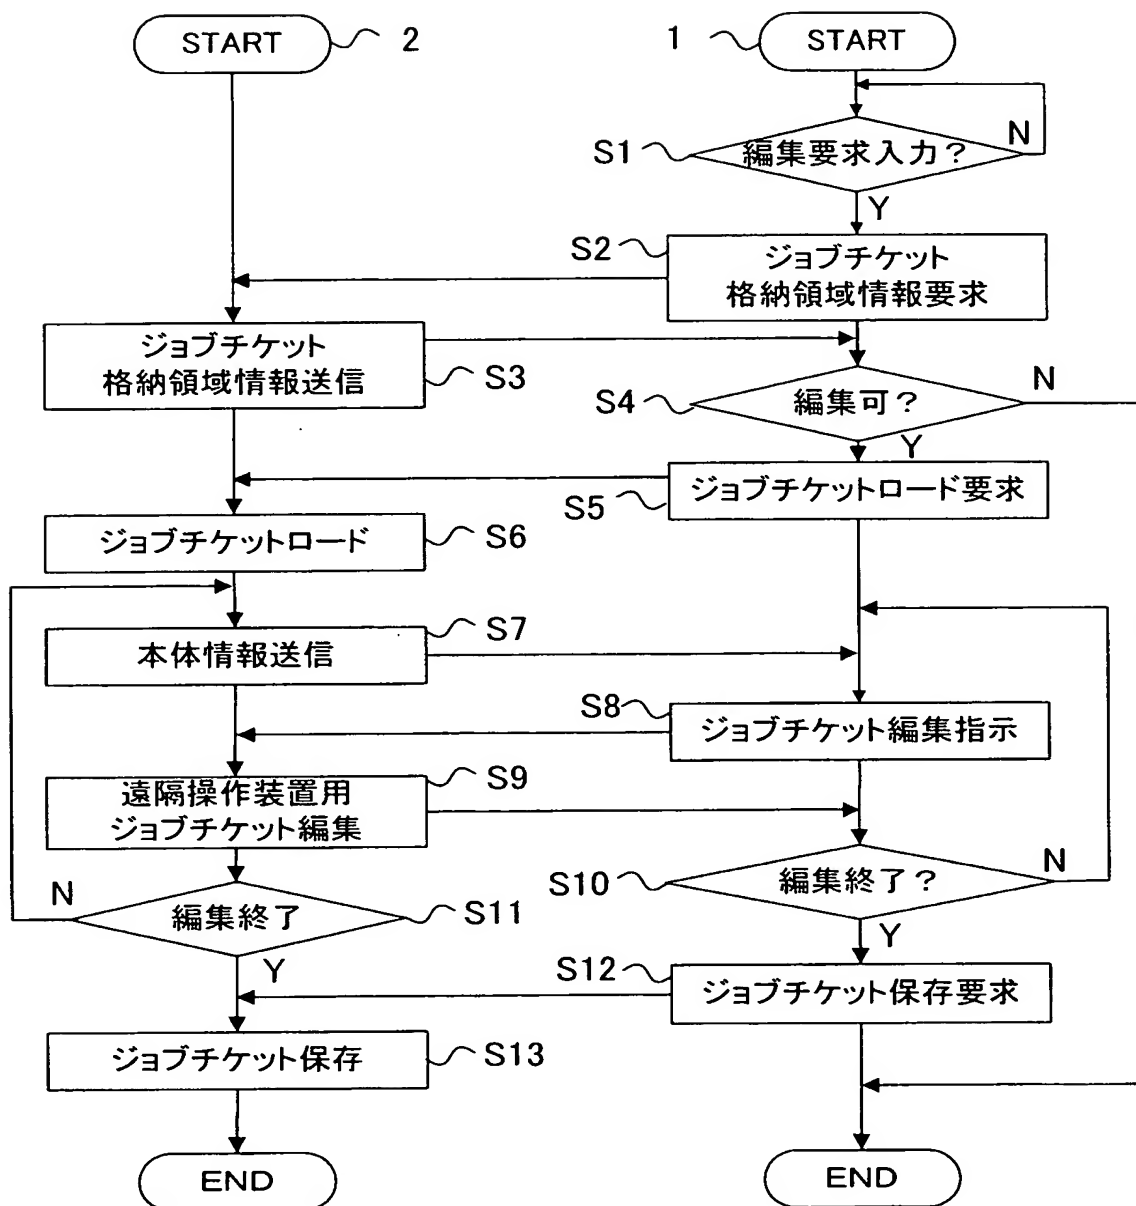 START
2
1
START
S1
編集要求入力？
N
Y
S2
ジョブチケット
格納領域情報要求
ジョブチケット
格納領域情報送信
S3
S4
編集可？
N
Y
S5
ジョブチケットロード要求
ジョブチケットロード
S6
本体情報送信
S7
S8
ジョブチケット編集指示
遠隔操作装置用
ジョブチケット編集
S9
S10
編集終了？
N
Y
N
編集終了
S11
Y
S12
ジョブチケット保存要求
ジョブチケット保存
S13
END
END